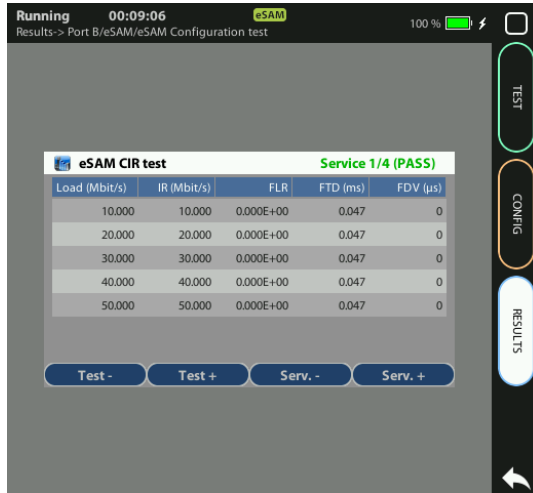 Running 00:09:06 eSAM 100 %
Results-> Port B/eSAM/eSAM Configuration test
TEST
CONFIG
RESULTS
eSAM CIR test Service 1/4 (PASS)
Load (Mbit/s) IR (Mbit/s) FLR FTD (ms) FDV (µs)
10.000 10.000 0.000E+00 0.047 0
20.000 20.000 0.000E+00 0.047 0
30.000 30.000 0.000E+00 0.047 0
40.000 40.000 0.000E+00 0.047 0
50.000 50.000 0.000E+00 0.047 0
Test - Test + Serv. - Serv. +